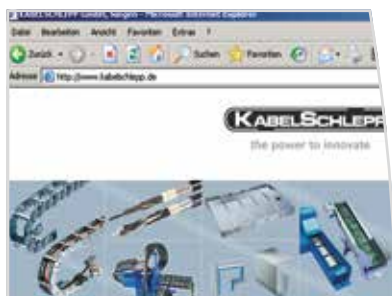 KABELSCHLEPP GmbH, Siegen - Microsoft Internet Explorer
Datei Bearbeiten Ansicht Favoriten Extras ?
Zurück Suchen Favoriten
Adresse http://www.kabelschlepp.de
KABELSCHLEPP
the power to innovate